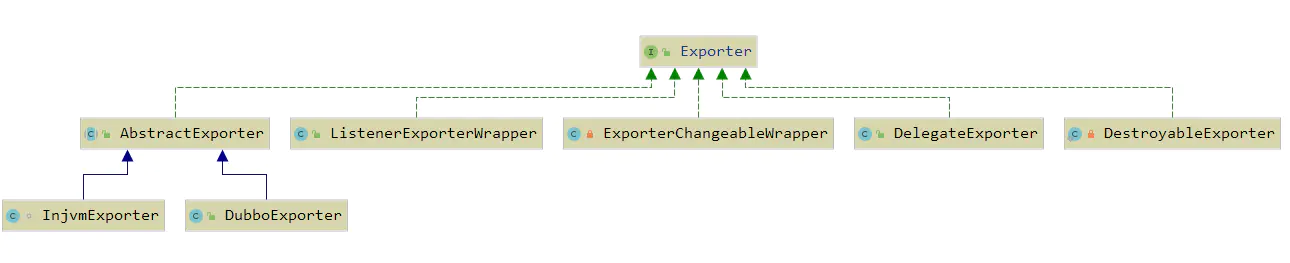 Exporter
AbstractExporter
ListenerExporterWrapper
ExporterChangeableWrapper
DelegateExporter
DestroyableExporter
InjvmExporter
DubboExporter